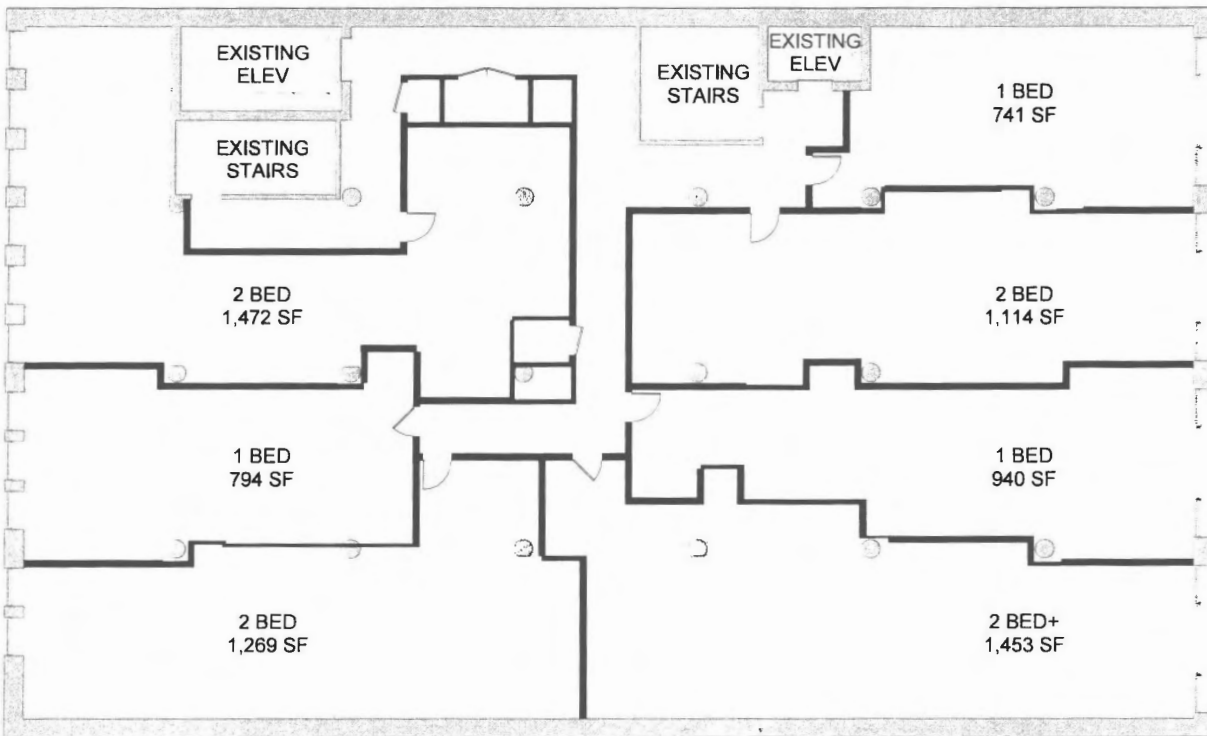 EXISTING
ELEV
EXISTING
STAIRS
EXISTING
STAIRS
EXISTING
ELEV
1 BED
741 SF
2 BED
1,472 SF
2 BED
1,114 SF
1 BED
794 SF
1 BED
940 SF
2 BED
1,269 SF
2 BED+
1,453 SF